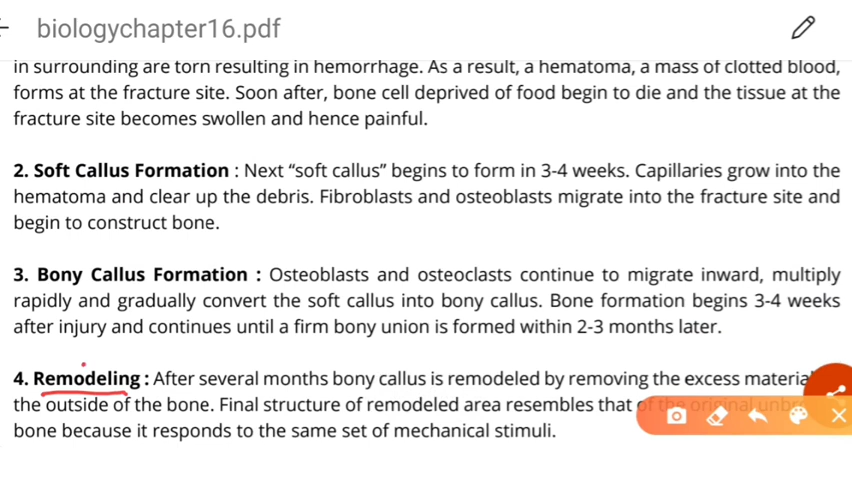 biologychapter16.pdf
in surrounding are torn resulting in hemorrhage. As a result, a hematoma, a mass of clotted blood,
forms at the fracture site. Soon after, bone cell deprived of food begin to die and the tissue at the
fracture site becomes swollen and hence painful.
2. Soft Callus Formation : Next “soft callus” begins to form in 3-4 weeks. Capillaries grow into the
hematoma and clear up the debris. Fibroblasts and osteoblasts migrate into the fracture site and
begin to construct bone.
3. Bony Callus Formation : Osteoblasts and osteoclasts continue to migrate inward, multiply
rapidly and gradually convert the soft callus into bony callus. Bone formation begins 3-4 weeks
after injury and continues until a firm bony union is formed within 2-3 months later.
4. Remodeling : After several months bony callus is remodeled by removing the excess material
the outside of the bone. Final structure of remodeled area resembles that of the original
bone because it responds to the same set of mechanical stimuli.